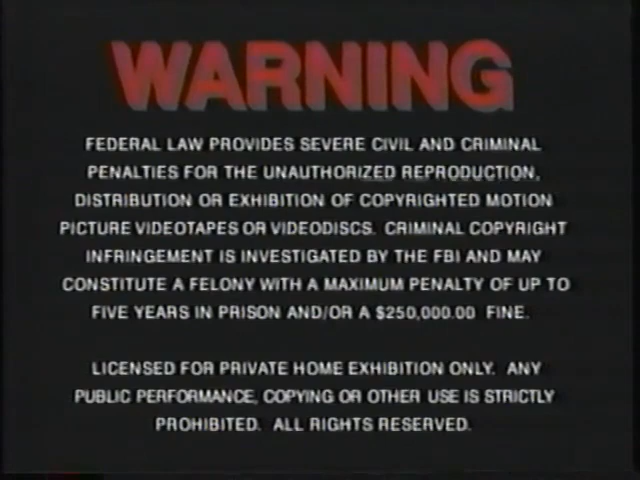 WARNING
FEDERAL LAW PROVIDES SEVERE CIVIL AND CRIMINAL
PENALTIES FOR THE UNAUTHORIZED REPRODUCTION,
DISTRIBUTION OR EXHIBITION OF COPYRIGHTED MOTION
PICTURE VIDEOTAPES OR VIDEODISCS. CRIMINAL COPYRIGHT
INFRINGEMENT IS INVESTIGATED BY THE FBI AND MAY
CONSTITUTE A FELONY WITH A MAXIMUM PENALTY OF UP TO
FIVE YEARS IN PRISON AND/OR A $250,000.00 FINE.
LICENSED FOR PRIVATE HOME EXHIBITION ONLY. ANY
PUBLIC PERFORMANCE, COPYING OR OTHER USE IS STRICTLY
PROHIBITED. ALL RIGHTS RESERVED.